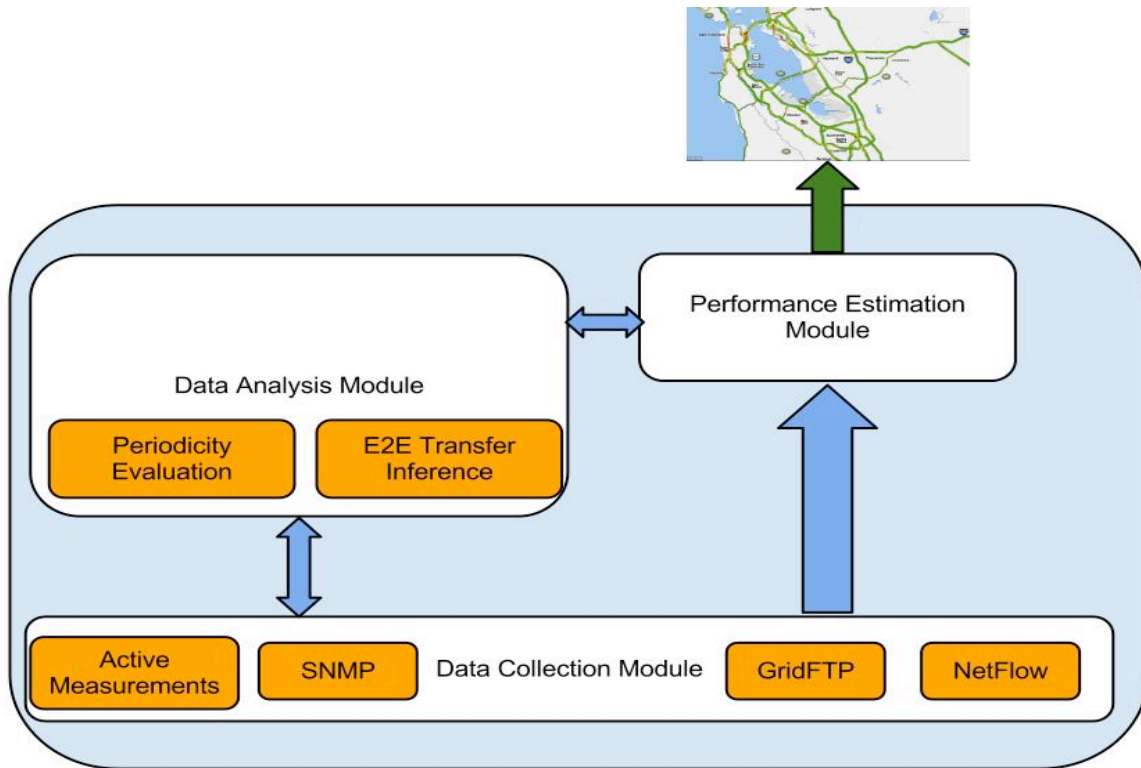 Performance Estimation
Module
Data Analysis Module
Periodicity
Evaluation
E2E Transfer
Inference
Active
Measurements
SNMP
Data Collection Module
GridFTP
NetFlow